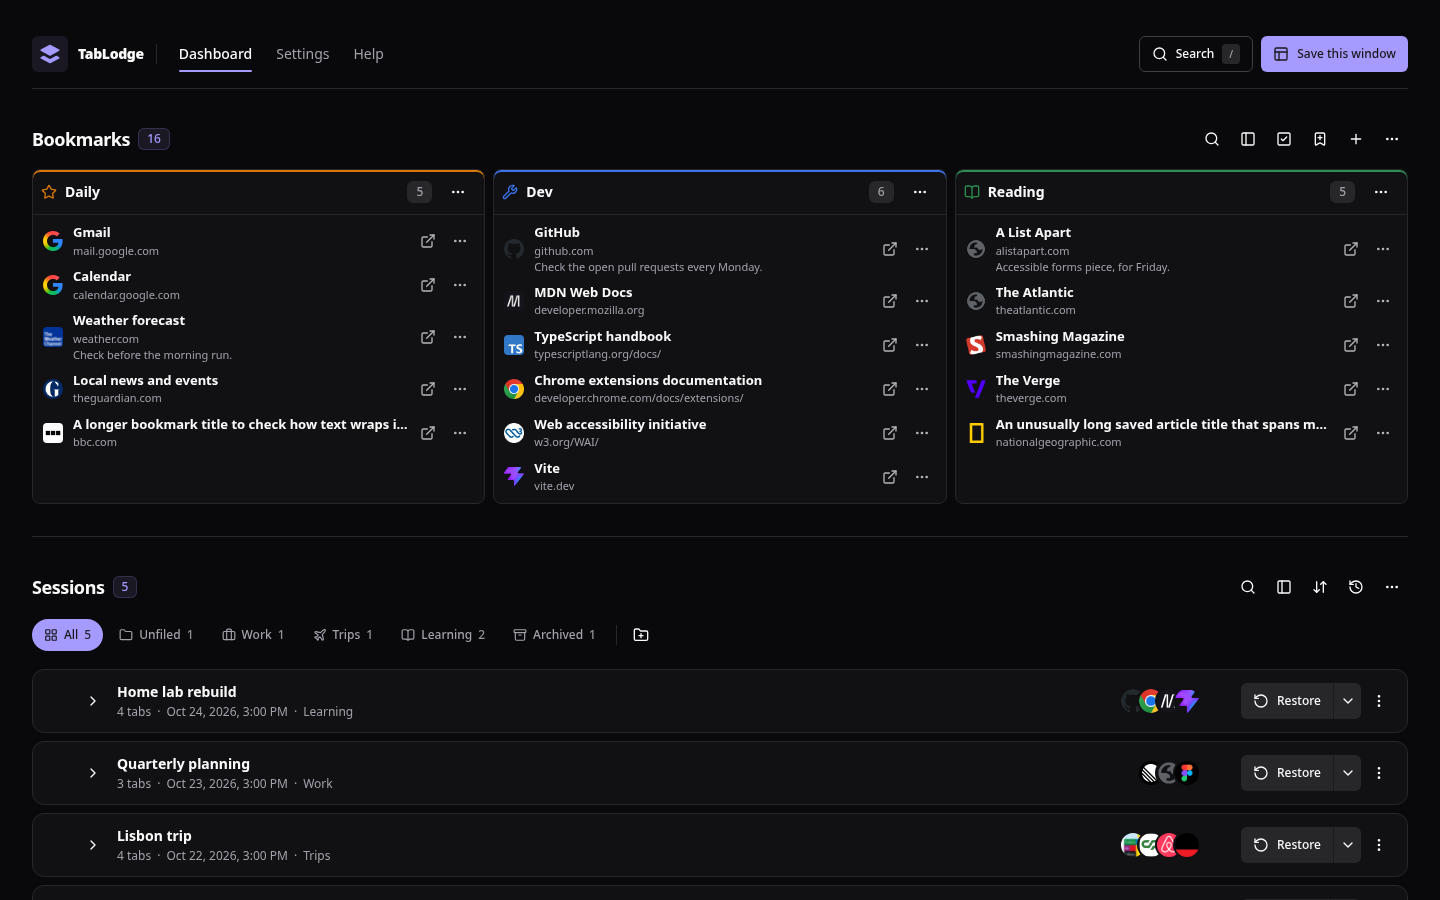 TabLodge
Dashboard
Settings
Help
Search /
Save this window
Bookmarks 16
Daily 5
Gmail
mail.google.com
Calendar
calendar.google.com
Weather forecast
weather.com
Check before the morning run.
Local news and events
theguardian.com
A longer bookmark title to check how text wraps i...
bbc.com
Dev 6
GitHub
github.com
Check the open pull requests every Monday.
MDN Web Docs
developer.mozilla.org
TypeScript handbook
typescriptlang.org/docs/
Chrome extensions documentation
developer.chrome.com/docs/extensions/
Web accessibility initiative
w3.org/WAI/
Vite
vite.dev
Reading 5
A List Apart
alistapart.com
Accessible forms piece, for Friday.
The Atlantic
theatlantic.com
Smashing Magazine
smashingmagazine.com
The Verge
theverge.com
An unusually long saved article title that spans m...
nationalgeographic.com
Sessions 5
All 5
Unfiled 1
Work 1
Trips 1
Learning 2
Archived 1
Home lab rebuild
4 tabs · Oct 24, 2026, 3:00 PM · Learning
Restore
Quarterly planning
3 tabs · Oct 23, 2026, 3:00 PM · Work
Restore
Lisbon trip
4 tabs · Oct 22, 2026, 3:00 PM · Trips
Restore